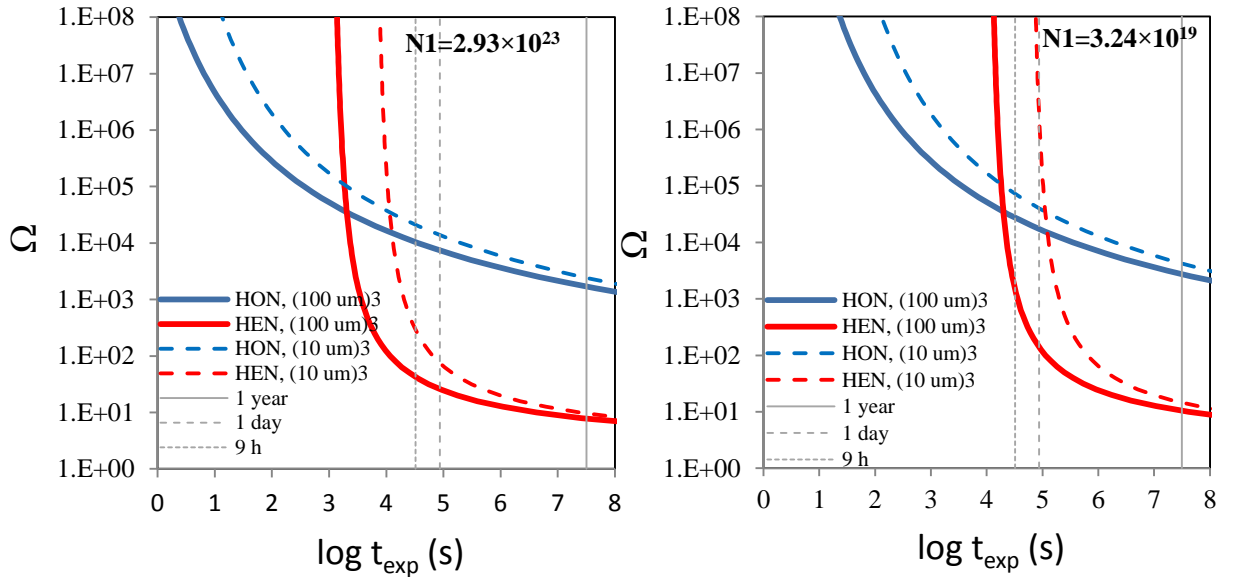 N1=2.93×10²³
1.E+08
1.E+07
1.E+06
1.E+05
1.E+04
1.E+03
1.E+02
1.E+01
1.E+00
Ω
HON, (100 um)3
HEN, (100 um)3
HON, (10 um)3
HEN, (10 um)3
1 year
1 day
9 h
0 1 2 3 4 5 6 7 8
log t_exp (s)
N1=3.24×10¹⁹
1.E+08
1.E+07
1.E+06
1.E+05
1.E+04
1.E+03
1.E+02
1.E+01
1.E+00
Ω
HON, (100 um)3
HEN, (100 um)3
HON, (10 um)3
HEN, (10 um)3
1 year
1 day
9 h
0 1 2 3 4 5 6 7 8
log t_exp (s)